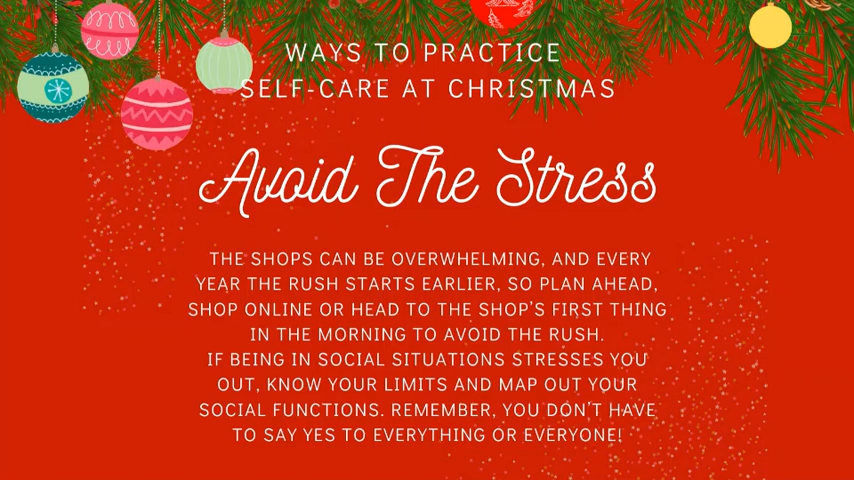 WAYS TO PRACTICE
SELF-CARE AT CHRISTMAS
Avoid The Stress
THE SHOPS CAN BE OVERWHELMING, AND EVERY
YEAR THE RUSH STARTS EARLIER, SO PLAN AHEAD,
SHOP ONLINE OR HEAD TO THE SHOP'S FIRST THING
IN THE MORNING TO AVOID THE RUSH.
IF BEING IN SOCIAL SITUATIONS STRESSES YOU
OUT, KNOW YOUR LIMITS AND MAP OUT YOUR
SOCIAL FUNCTIONS. REMEMBER, YOU DON'T HAVE
TO SAY YES TO EVERYTHING OR EVERYONE!